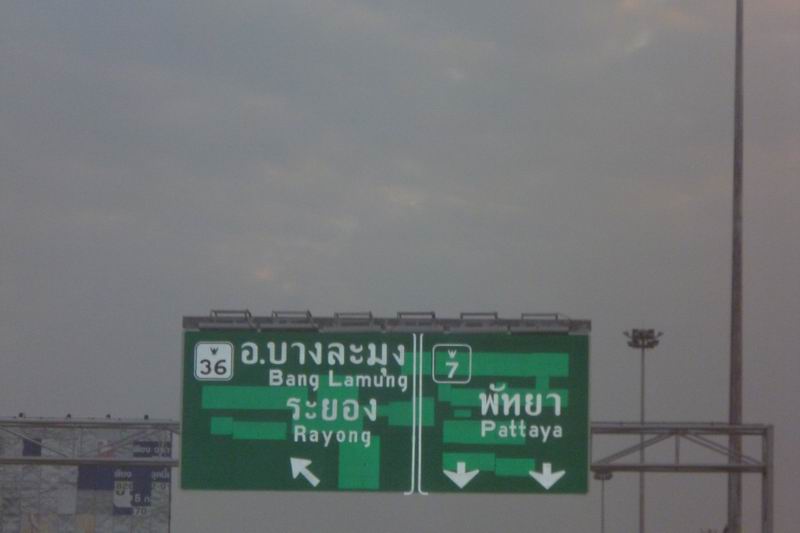 36
อ.บางละมุง
Bang Lamung
ระยอง
Rayong
7
พัทยา
Pattaya